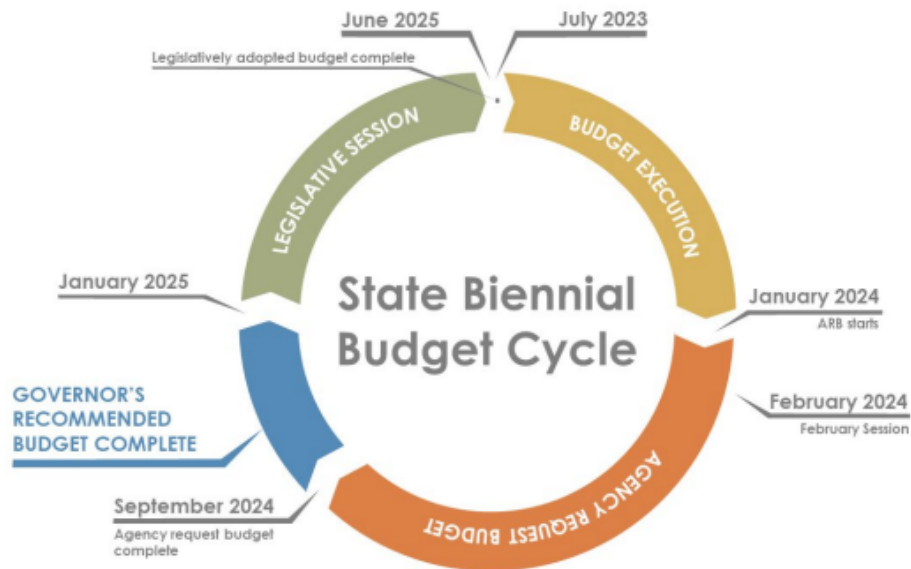 June 2025
July 2023
Legislatively adopted budget complete
LEGISLATIVE SESSION
BUDGET EXECUTION
January 2025
State Biennial
Budget Cycle
January 2024
ARB starts
GOVERNOR'S
RECOMMENDED
BUDGET COMPLETE
February 2024
February Session
AGENCY REQUEST BUDGET
September 2024
Agency request budget
complete